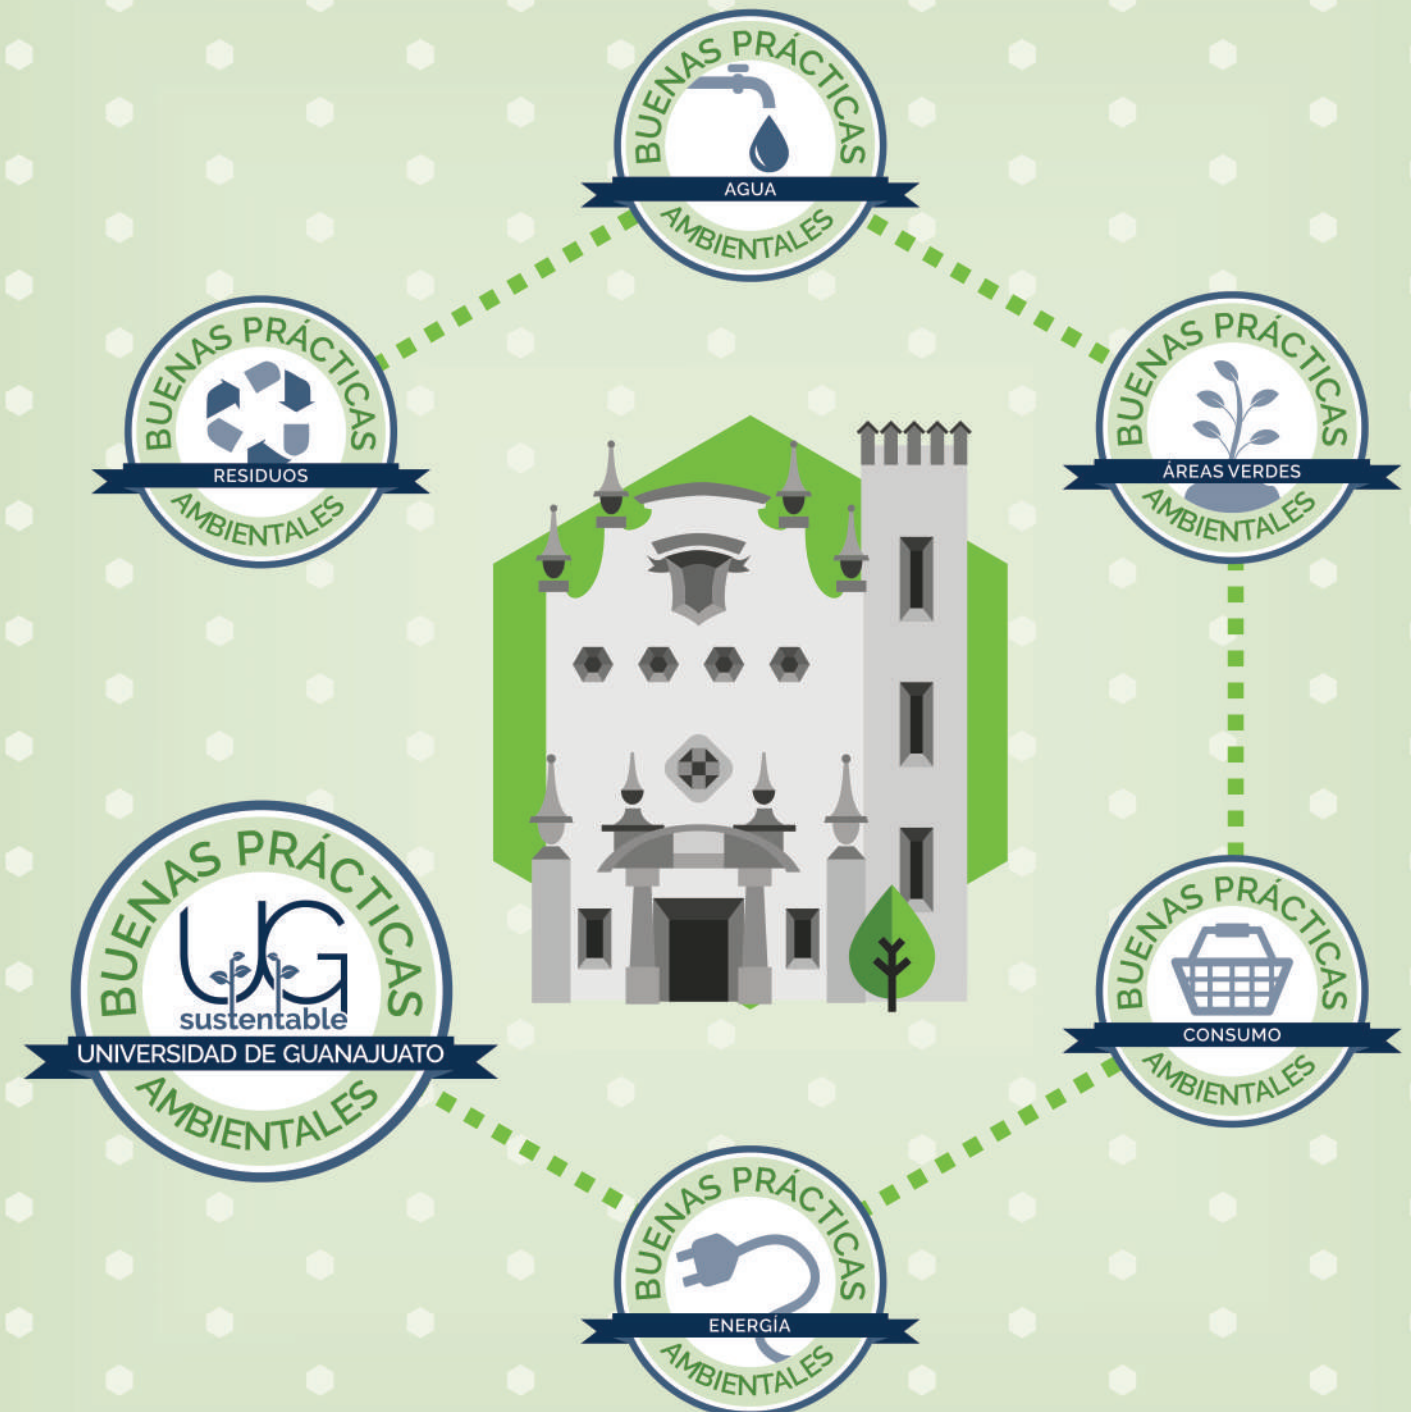 BUENAS PRÁCTICAS
AGUA
AMBIENTALES
BUENAS PRÁCTICAS
RESIDUOS
AMBIENTALES
BUENAS PRÁCTICAS
ÁREAS VERDES
AMBIENTALES
BUENAS PRÁCTICAS
UG
sustentable
UNIVERSIDAD DE GUANAJUATO
AMBIENTALES
BUENAS PRÁCTICAS
CONSUMO
AMBIENTALES
BUENAS PRÁCTICAS
ENERGÍA
AMBIENTALES